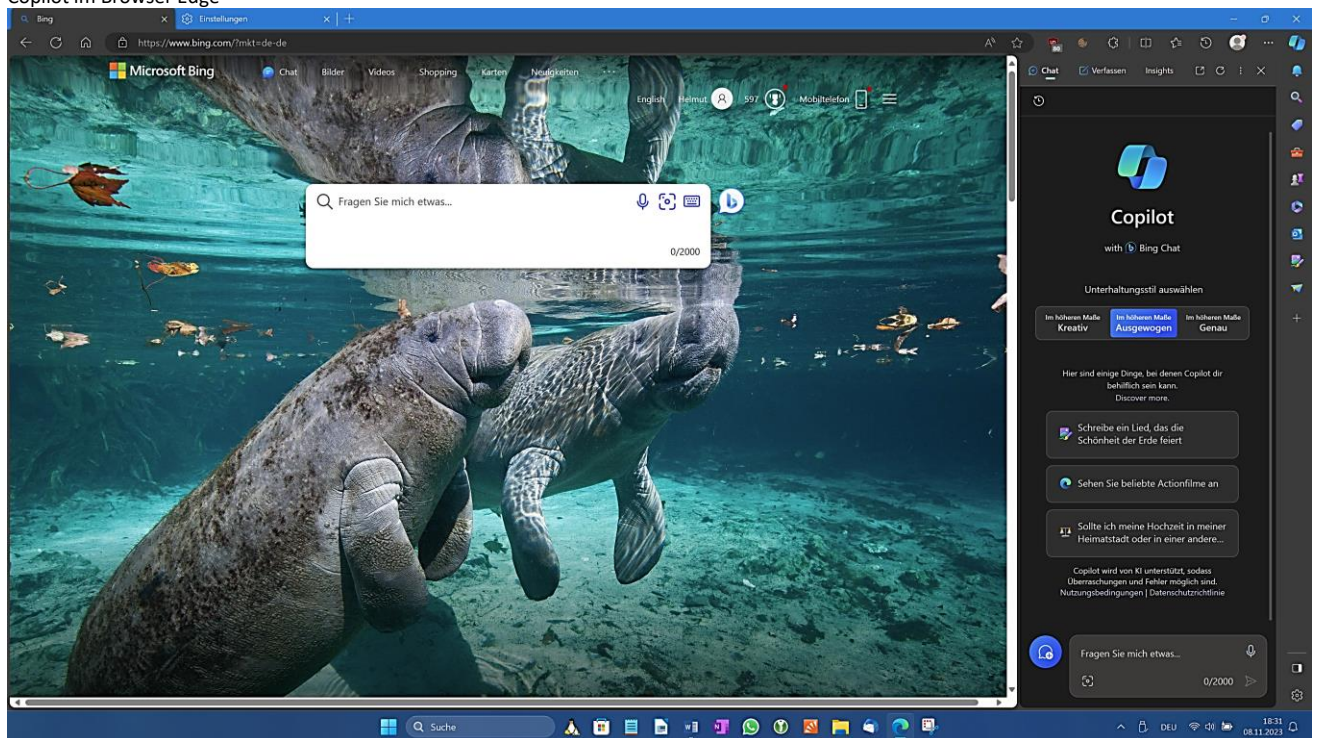 Copilot im Browser Edge
Bing
Einstellungen
https://www.bing.com/?mkt=de-de
80
Microsoft Bing
Chat
Bilder
Videos
Shopping
Karten
Neuigkeiten
English
Helmut
597
Mobiltelefon
Fragen Sie mich etwas...
0/2000
Chat
Verfassen
Insights
Copilot
with Bing Chat
Unterhaltungsstil auswählen
Im höheren Maße
Kreativ
Im höheren Maße
Ausgewogen
Im höheren Maße
Genau
Hier sind einige Dinge, bei denen Copilot dir
behilflich sein kann.
Discover more.
Schreibe ein Lied, das die
Schönheit der Erde feiert
Sehen Sie beliebte Actionfilme an
Sollte ich meine Hochzeit in meiner
Heimatstadt oder in einer andere...
Copilot wird von KI unterstützt, sodass
Überraschungen und Fehler möglich sind.
Nutzungsbedingungen | Datenschutzrichtlinie
Fragen Sie mich etwas...
0/2000
Suche
DEU
18:31
08.11.2023